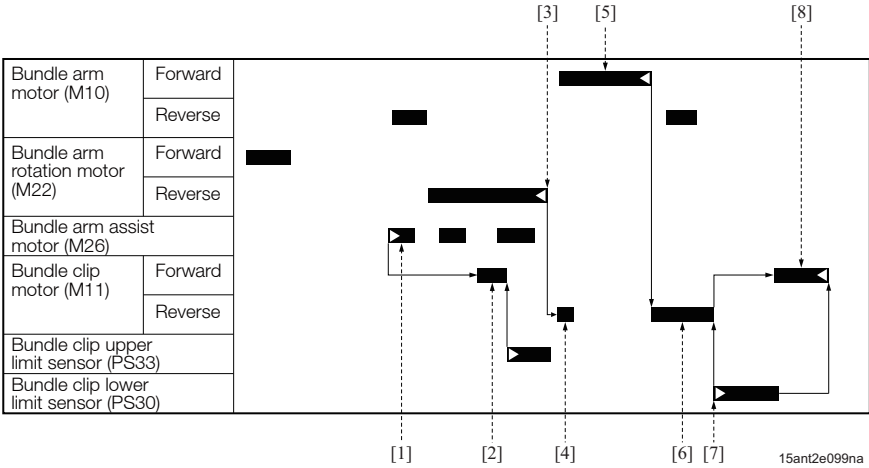 [3] [5] [8]
Bundle arm
motor (M10)
Forward
Reverse
Bundle arm
rotation motor
(M22)
Forward
Reverse
Bundle arm assist
motor (M26)
Bundle clip
motor (M11)
Forward
Reverse
Bundle clip upper
limit sensor (PS33)
Bundle clip lower
limit sensor (PS30)
[1] [2] [4] [6] [7]
15ant2e099na